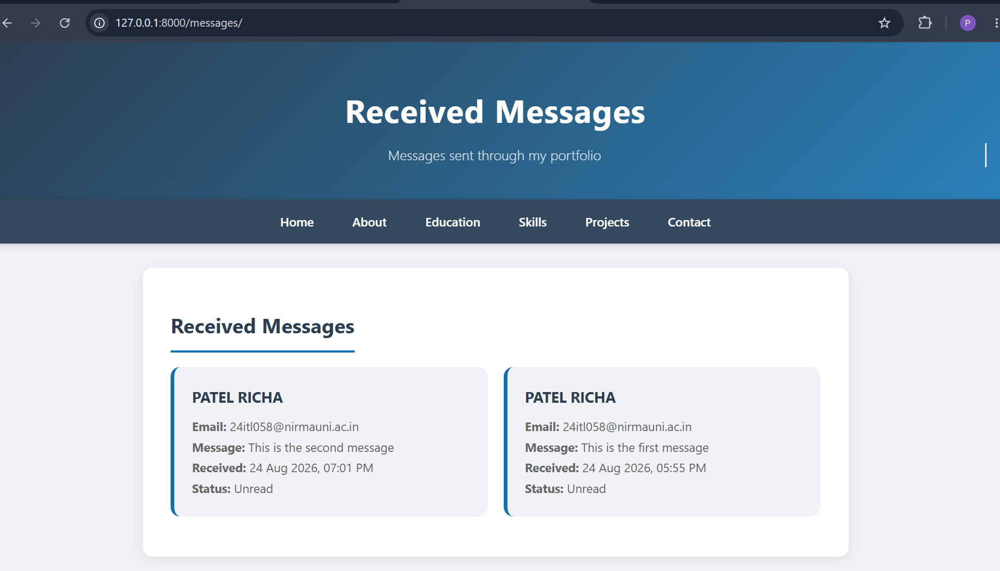 127.0.0.1:8000/messages/
P
Received Messages
Messages sent through my portfolio
Home About Education Skills Projects Contact
Received Messages
PATEL RICHA
Email: 24itl058@nirmauni.ac.in
Message: This is the second message
Received: 24 Aug 2026, 07:01 PM
Status: Unread
PATEL RICHA
Email: 24itl058@nirmauni.ac.in
Message: This is the first message
Received: 24 Aug 2026, 05:55 PM
Status: Unread